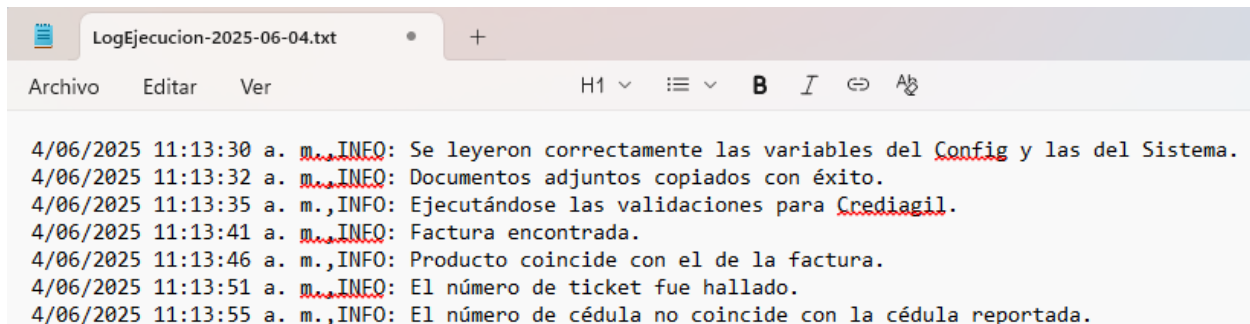 LogEjecucion-2025-06-04.txt
Archivo Editar Ver H1 B I Ab
4/06/2025 11:13:30 a. m.,INFO: Se leyeron correctamente las variables del Config y las del Sistema.
4/06/2025 11:13:32 a. m.,INFO: Documentos adjuntos copiados con éxito.
4/06/2025 11:13:35 a. m.,INFO: Ejecutándose las validaciones para Crediagil.
4/06/2025 11:13:41 a. m.,INFO: Factura encontrada.
4/06/2025 11:13:46 a. m.,INFO: Producto coincide con el de la factura.
4/06/2025 11:13:51 a. m.,INFO: El número de ticket fue hallado.
4/06/2025 11:13:55 a. m.,INFO: El número de cédula no coincide con la cédula reportada.